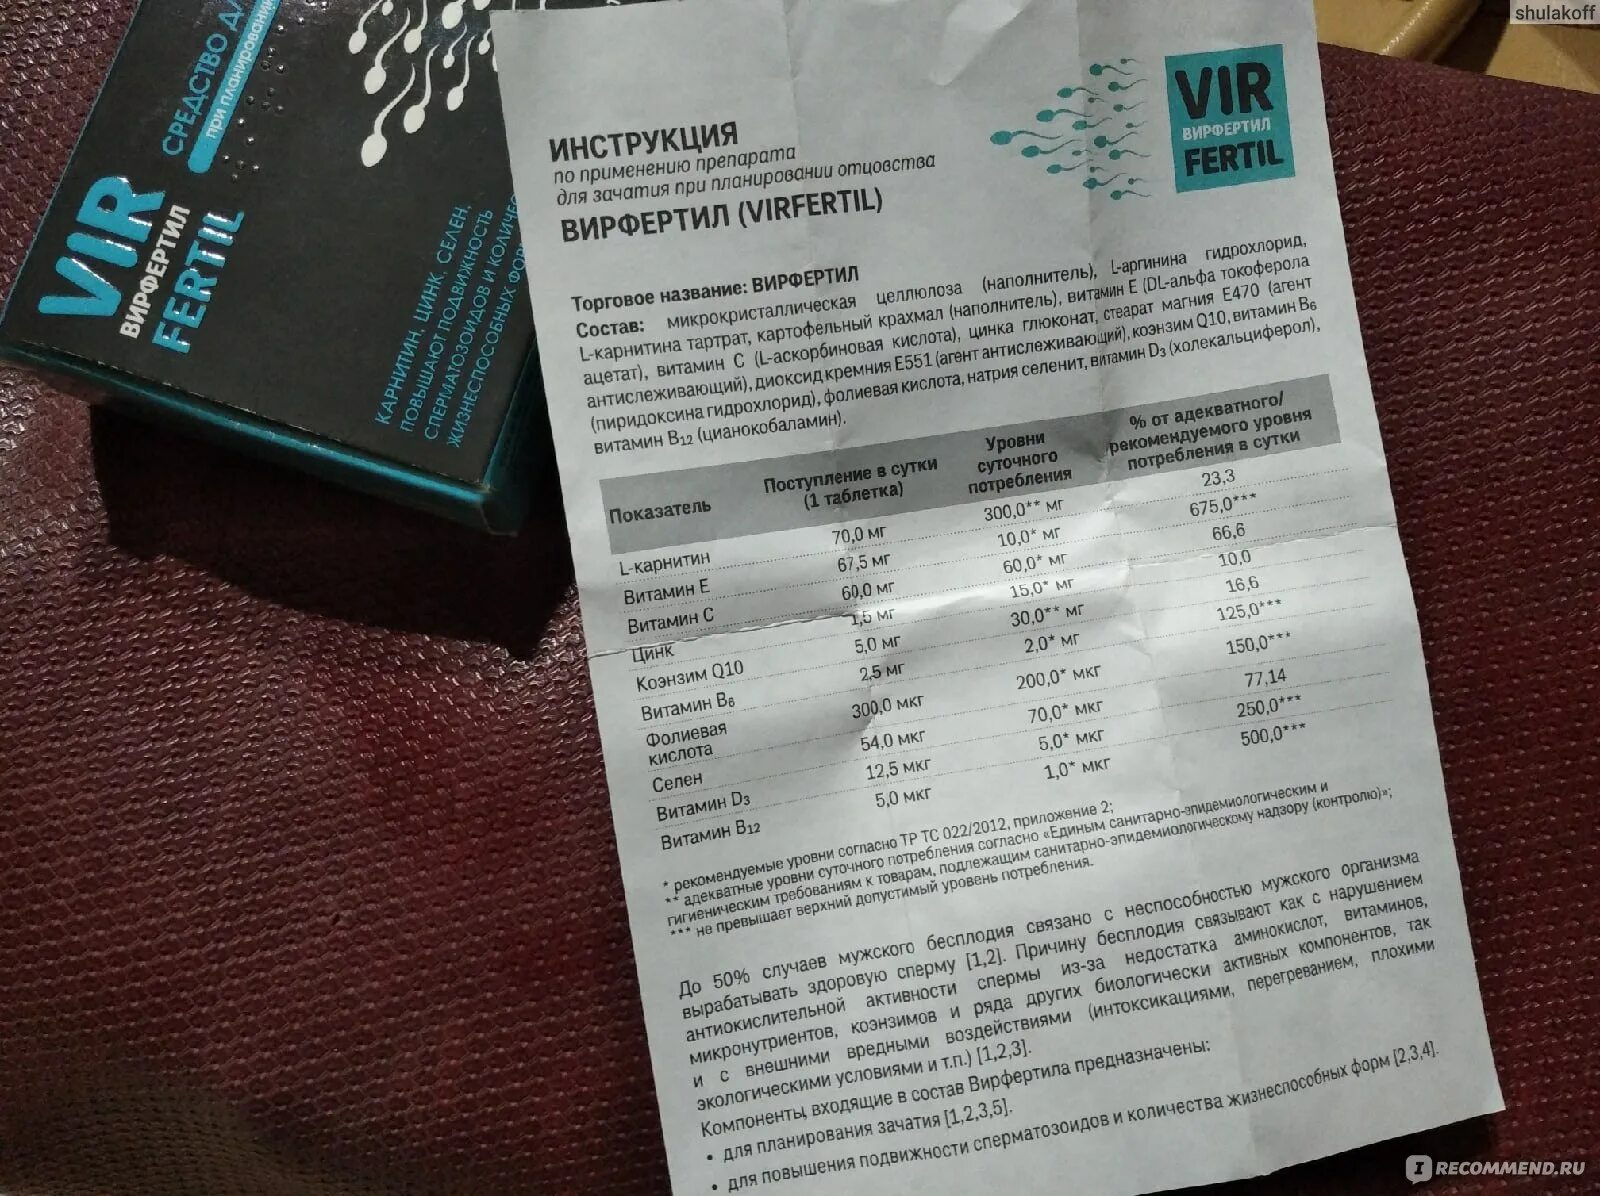 shulakoff
VIR
ВИРФЕРТИЛ
FERTIL
СРЕДСТВО
при
КАРНИТИН, ЦИНК, СЕЛЕН,
ПОВЫШАЮТ ПОДВИЖНОСТЬ
СПЕРМАТОЗОИДОВ И
ЖИЗНЕСПОСОБНЫХ
ИНСТРУКЦИЯ
по применению препарата
для зачатия при планировании отцовства
ВИРФЕРТИЛ (VIRFERTIL)
VIR
ВИРФЕРТИЛ
FERTIL
Торговое название: ВИРФЕРТИЛ
Состав: микрокристаллическая целлюлоза (наполнитель), L-аргинина гидрохлорид,
L-карнитина тартрат, картофельный крахмал (наполнитель), витамин Е (DL-альфа токоферола
ацетат), витамин С (L-аскорбиновая кислота), цинка глюконат, стеарат магния Е470 (агент
антислеживающий), диоксид кремния Е551 (агент антислеживающий), коэнзим Q10, витамин В6
(пиридоксина гидрохлорид), фолиевая кислота, натрия селенит, витамин D3 (холекальциферол),
витамин В12 (цианокобаламин).
Показатель Поступление в сутки (1 таблетка) Уровни суточного потребления % от адекватного/ рекомендуемого уровня потребления в сутки
L-карнитин 70,0 мг 300,0** мг 23,3
Витамин Е 67,5 мг 10,0* мг 675,0***
Витамин С 60,0 мг 60,0* мг 66,6
Цинк 1,5 мг 15,0* мг 10,0
Коэнзим Q10 5,0 мг 30,0** мг 16,6
Витамин В6 2,5 мг 2,0* мг 125,0***
Фолиевая кислота 300,0 мкг 200,0* мкг 150,0***
Селен 54,0 мкг 70,0* мкг 77,14
Витамин D3 12,5 мкг 5,0* мкг 250,0***
Витамин В12 5,0 мкг 1,0* мкг 500,0***
* рекомендуемые уровни согласно ТР ТС 022/2012, приложение 2;
** адекватные уровни суточного потребления согласно «Единым санитарно-эпидемиологическим и
гигиеническим требованиям к товарам, подлежащим санитарно-эпидемиологическому надзору (контролю)»;
*** не превышает верхний допустимый уровень потребления.
До 50% случаев мужского бесплодия связано с неспособностью мужского организма
вырабатывать здоровую сперму [1,2]. Причину бесплодия связывают как с нарушением
антиокислительной активности спермы из-за недостатка аминокислот, витаминов,
микронутриентов, коэнзимов и ряда других биологически активных компонентов, так
и с внешними вредными воздействиями (интоксикациями, перегреванием, плохими
экологическими условиями и т.п.) [1,2,3].
Компоненты, входящие в состав Вирфертила предназначены:
• для планирования зачатия [1,2,3,5].
• для повышения подвижности сперматозоидов и количества жизнеспособных форм [2,3,4].
IRECOMMEND.RU